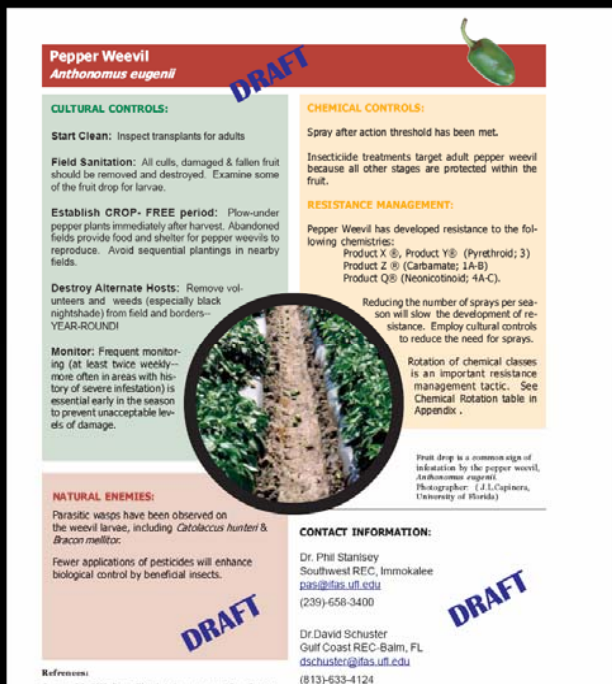 Pepper Weevil
Anthonomus eugenii
DRAFT
CULTURAL CONTROLS:
Start Clean: Inspect transplants for adults
Field Sanitation: All culls, damaged & fallen fruit
should be removed and destroyed. Examine some
of the fruit drop for larvae.
Establish CROP- FREE period: Plow-under
pepper plants immediately after harvest. Abandoned
fields provide food and shelter for pepper weevils to
reproduce. Avoid sequential plantings in nearby
fields.
Destroy Alternate Hosts: Remove vol-
unteers and weeds (especially black
nightshade) from field and borders--
YEAR-ROUND!
Monitor: Frequent monitor-
ing (at least twice weekly--
more often in areas with his-
tory of severe infestation) is
essential early in the season
to prevent unacceptable lev-
els of damage.
NATURAL ENEMIES:
Parasitic wasps have been observed on
the weevil larvae, including Catolaccus hunteri &
Bracon mellitor.
Fewer applications of pesticides will enhance
biological control by beneficial insects.
DRAFT
Refrences:
CHEMICAL CONTROLS:
Spray after action threshold has been met.
Insecticiide treatments target adult pepper weevil
because all other stages are protected within the
fruit.
RESISTANCE MANAGEMENT:
Pepper Weevil has developed resistance to the fol-
lowing chemistries:
Product X ®, Product Y® (Pyrethroid; 3)
Product Z ® (Carbamate; 1A-B)
Product Q® (Neonicotinoid; 4A-C).
Reducing the number of sprays per sea-
son will slow the development of re-
sistance. Employ cultural controls
to reduce the need for sprays.
Rotation of chemical classes
is an important resistance
management tactic. See
Chemical Rotation table in
Appendix .
Fruit drop is a common sign of
infestation by the pepper weevil,
Anthonomus eugenii.
Photographer: ( J.L.Capinera,
University of Florida)
CONTACT INFORMATION:
Dr. Phil Stanlsey
Southwest REC, Immokalee
pas@ifas.ufl.edu
(239)-658-3400
DRAFT
Dr.David Schuster
Gulf Coast REC-Balm, FL
dschuster@ifas.ufl.edu
(813)-633-4124